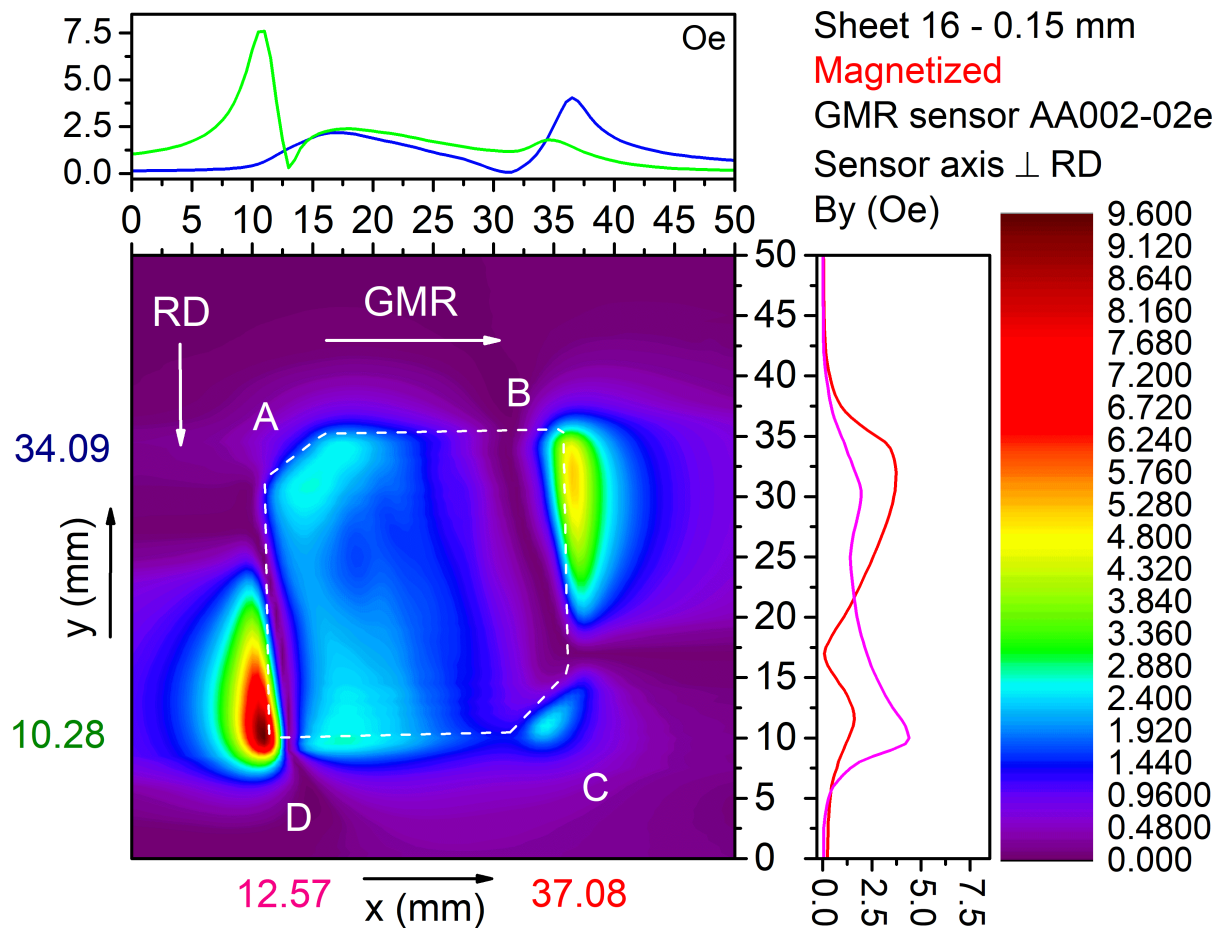 7.5
5.0
2.5
0.0
Oe
0 5 10 15 20 25 30 35 40 45 50
Sheet 16 - 0.15 mm
Magnetized
GMR sensor AA002-02e
Sensor axis ⊥ RD
By (Oe)
9.600
9.120
8.640
8.160
7.680
7.200
6.720
6.240
5.760
5.280
4.800
4.320
3.840
3.360
2.880
2.400
1.920
1.440
0.9600
0.4800
0.000
RD
GMR
A
B
C
D
34.09
10.28
y (mm)
12.57
x (mm)
37.08
50
45
40
35
30
25
20
15
10
5
0
0.0 2.5 5.0 7.5